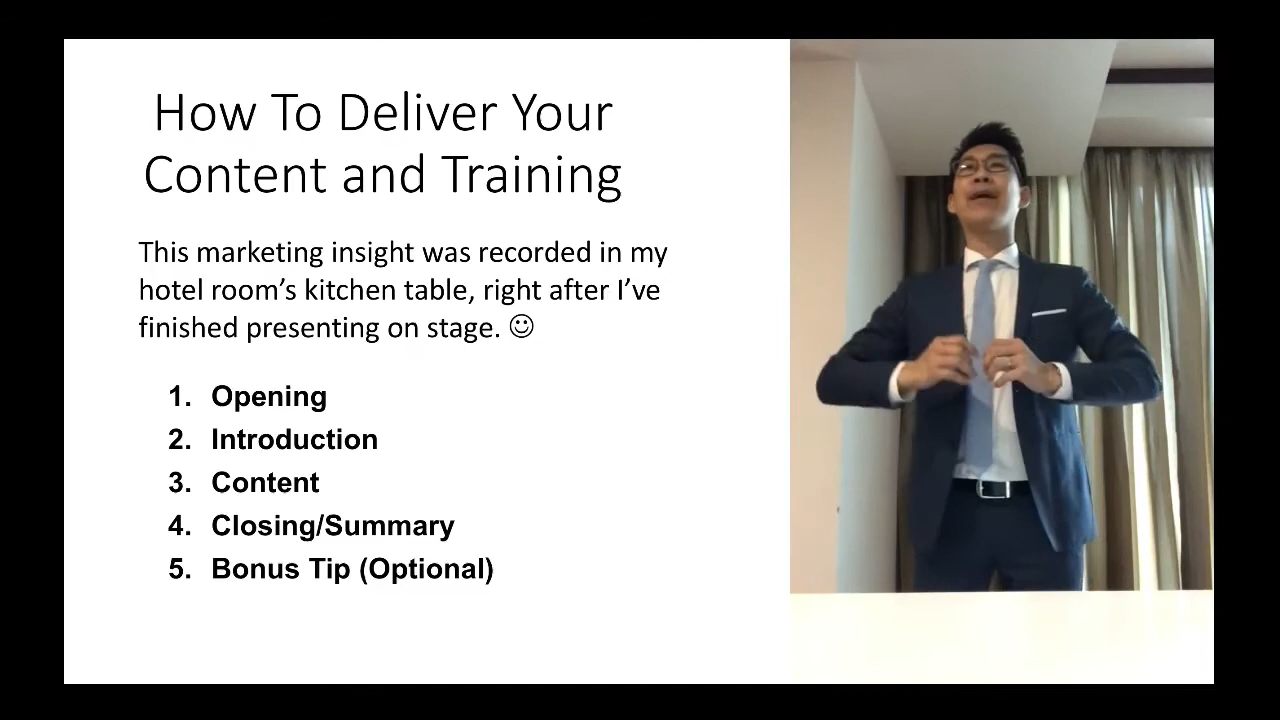 How To Deliver Your
Content and Training
This marketing insight was recorded in my
hotel room’s kitchen table, right after I’ve
finished presenting on stage. ☺
1. Opening
2. Introduction
3. Content
4. Closing/Summary
5. Bonus Tip (Optional)